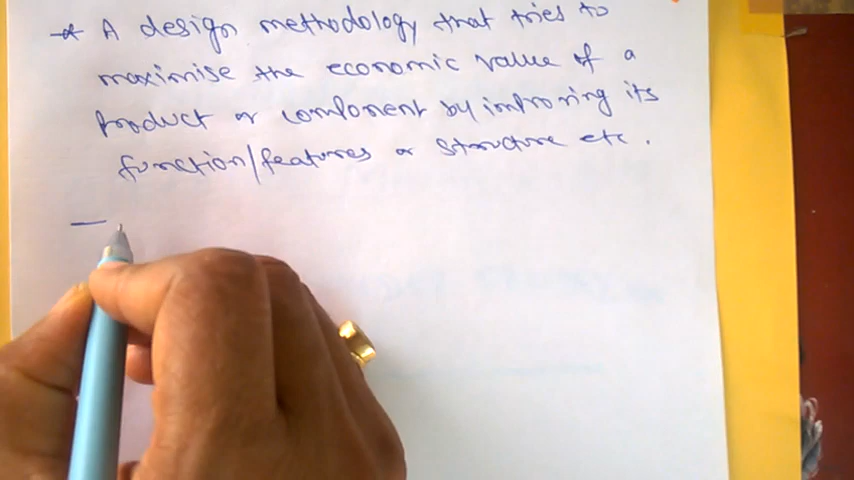 * A design methodology that tries to
maximise the economic value of a
product or component by improving its
function/features or structure etc.
—